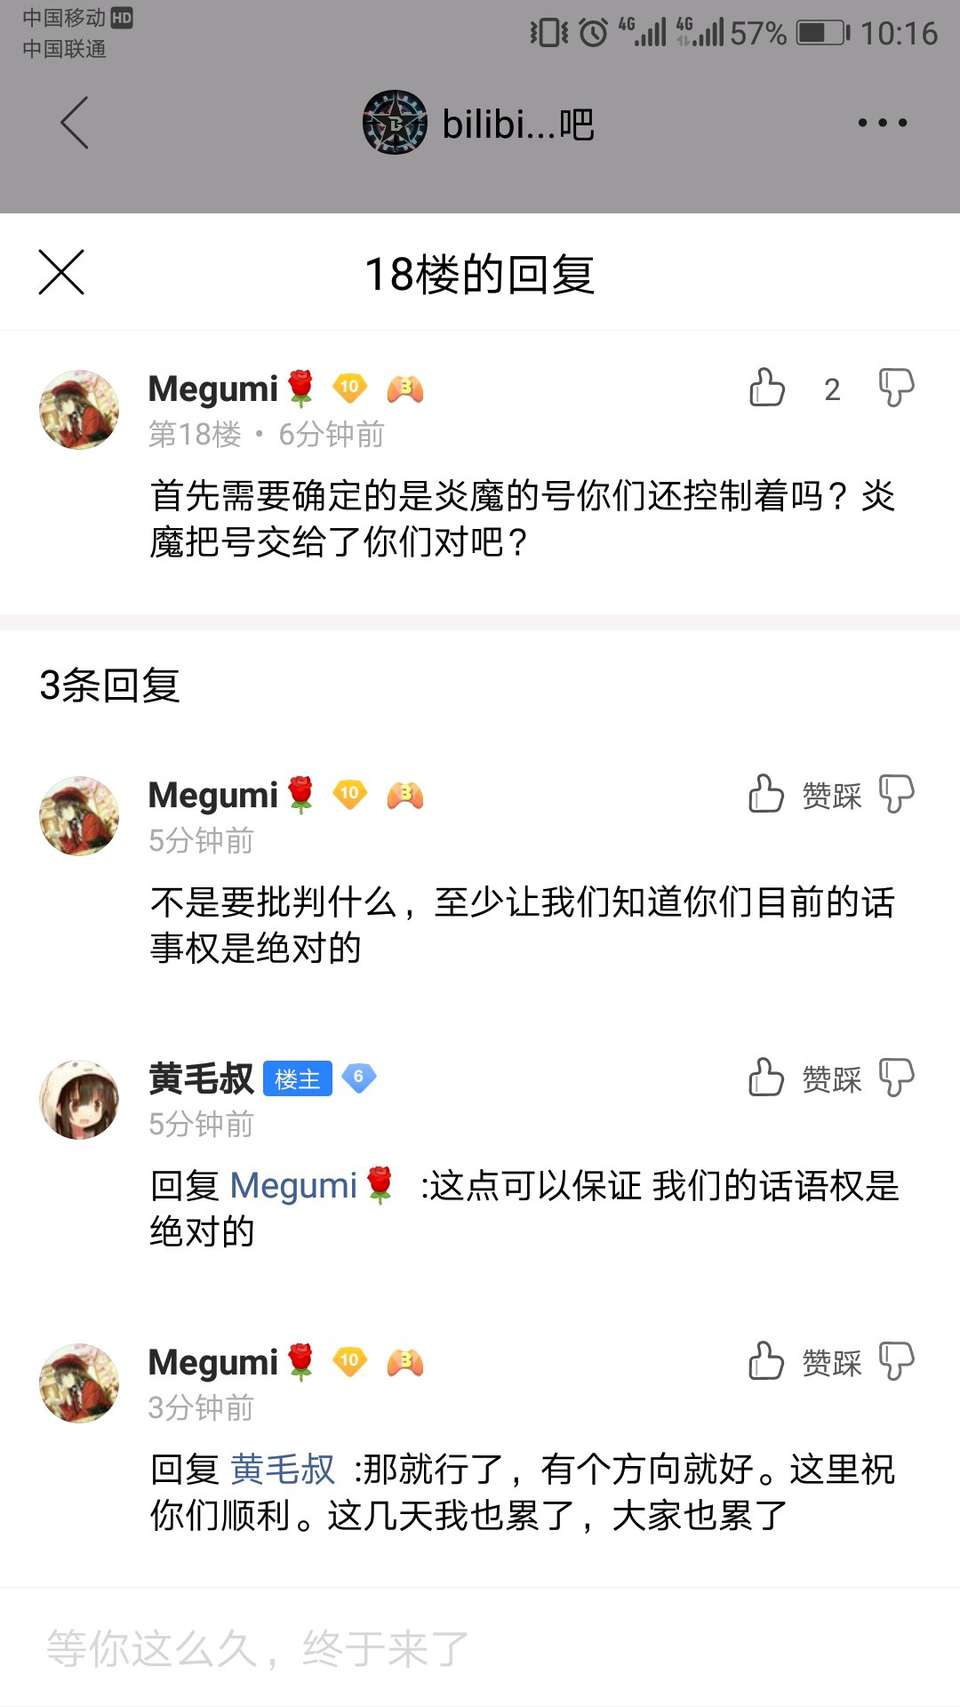 中国移动 HD
中国联通
4G 4G 57% 10:16
bilibi...吧
18楼的回复
Megumi 10 3
2
第18楼 • 6分钟前
首先需要确定的是炎魔的号你们还控制着吗？炎
魔把号交给了你们对吧？
3条回复
Megumi 10 3
赞踩
5分钟前
不是要批判什么，至少让我们知道你们目前的话
事权是绝对的
黄毛叔 楼主 6
赞踩
5分钟前
回复 Megumi :这点可以保证 我们的话语权是
绝对的
Megumi 10 3
赞踩
3分钟前
回复 黄毛叔 :那就行了，有个方向就好。这里祝
你们顺利。这几天我也累了，大家也累了
等你这么久，终于来了